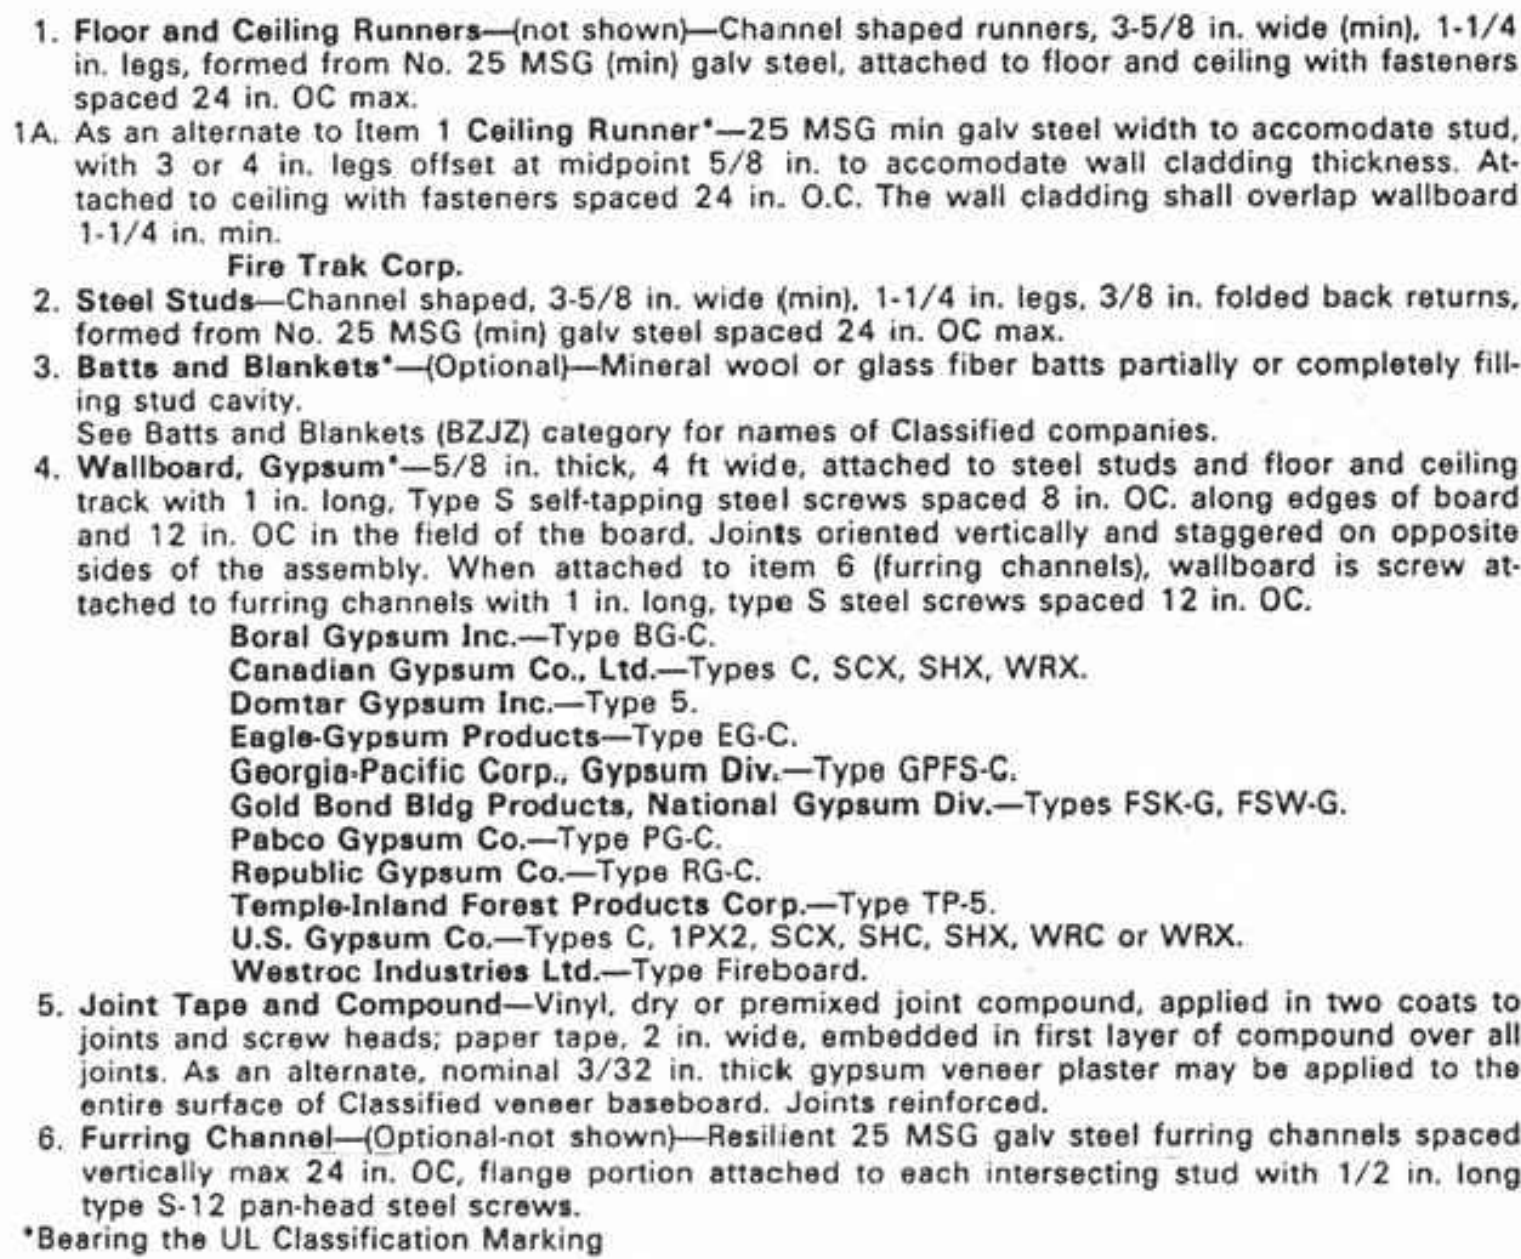 1. Floor and Ceiling Runners—(not shown)—Channel shaped runners, 3-5/8 in. wide (min), 1-1/4
in. legs, formed from No. 25 MSG (min) galv steel, attached to floor and ceiling with fasteners
spaced 24 in. OC max.
1A. As an alternate to Item 1 Ceiling Runner*—25 MSG min galv steel width to accomodate stud,
with 3 or 4 in. legs offset at midpoint 5/8 in. to accomodate wall cladding thickness. At-
tached to ceiling with fasteners spaced 24 in. O.C. The wall cladding shall overlap wallboard
1-1/4 in. min.
Fire Trak Corp.
2. Steel Studs—Channel shaped, 3-5/8 in. wide (min), 1-1/4 in. legs, 3/8 in. folded back returns,
formed from No. 25 MSG (min) galv steel spaced 24 in. OC max.
3. Batts and Blankets*—(Optional)—Mineral wool or glass fiber batts partially or completely fill-
ing stud cavity.
See Batts and Blankets (BZJZ) category for names of Classified companies.
4. Wallboard, Gypsum*—5/8 in. thick, 4 ft wide, attached to steel studs and floor and ceiling
track with 1 in. long, Type S self-tapping steel screws spaced 8 in. OC. along edges of board
and 12 in. OC in the field of the board. Joints oriented vertically and staggered on opposite
sides of the assembly. When attached to item 6 (furring channels), wallboard is screw at-
tached to furring channels with 1 in. long, type S steel screws spaced 12 in. OC.
Boral Gypsum Inc.—Type BG-C.
Canadian Gypsum Co., Ltd.—Types C, SCX, SHX, WRX.
Domtar Gypsum Inc.—Type 5.
Eagle-Gypsum Products—Type EG-C.
Georgia-Pacific Corp., Gypsum Div.—Type GPFS-C.
Gold Bond Bldg Products, National Gypsum Div.—Types FSK-G, FSW-G.
Pabco Gypsum Co.—Type PG-C.
Republic Gypsum Co.—Type RG-C.
Temple-Inland Forest Products Corp.—Type TP-5.
U.S. Gypsum Co.—Types C, 1PX2, SCX, SHC, SHX, WRC or WRX.
Westroc Industries Ltd.—Type Fireboard.
5. Joint Tape and Compound—Vinyl, dry or premixed joint compound, applied in two coats to
joints and screw heads; paper tape, 2 in. wide, embedded in first layer of compound over all
joints. As an alternate, nominal 3/32 in. thick gypsum veneer plaster may be applied to the
entire surface of Classified veneer baseboard. Joints reinforced.
6. Furring Channel—(Optional-not shown)—Resilient 25 MSG galv steel furring channels spaced
vertically max 24 in. OC, flange portion attached to each intersecting stud with 1/2 in. long
type S-12 pan-head steel screws.
*Bearing the UL Classification Marking